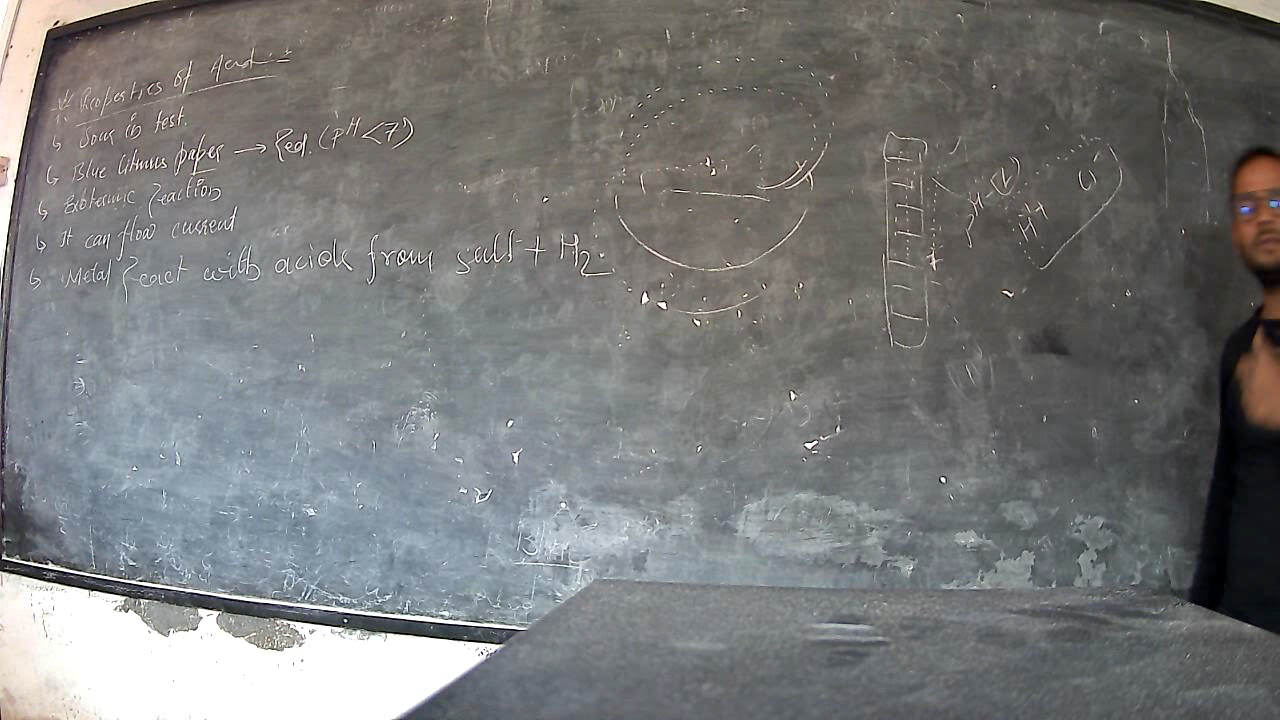 Properties of Acid :-
Sour in test.
Blue litmus paper → Red. (PH < 7)
Exotermic Reaction
It can flow current
Metal React with acids from salt + H2.
H
H